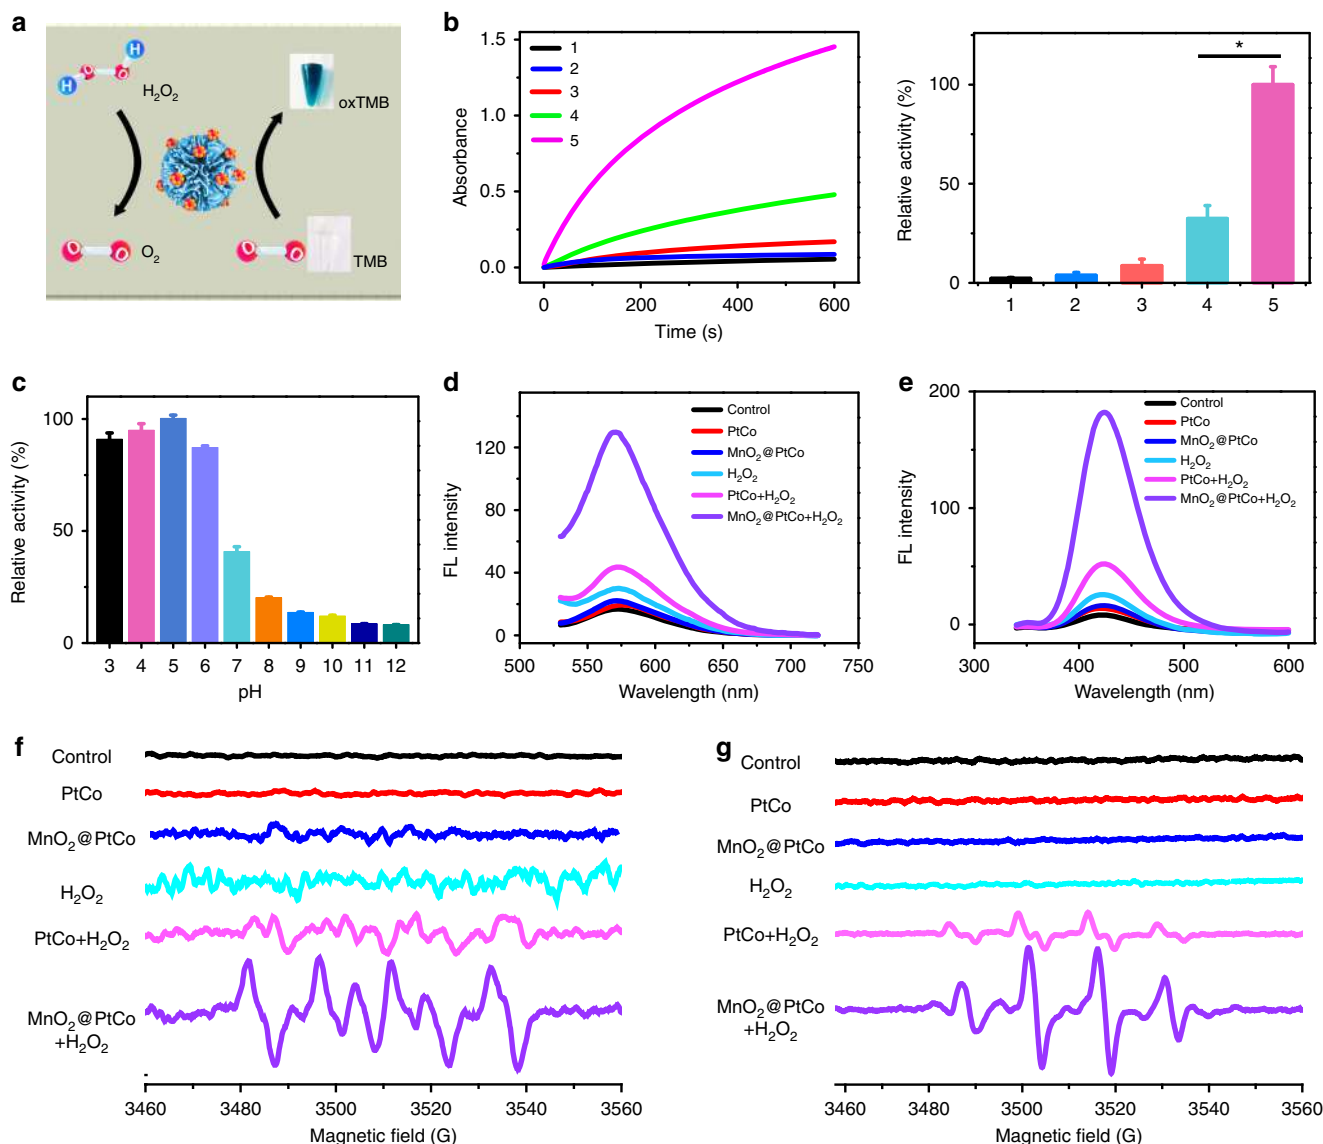 a
H
H
O
O
H₂O₂
oxTMB
O
O
O₂
O
O
TMB
b
1.5
1.0
0.5
0.0
Absorbance
1
2
3
4
5
0
200
400
600
Time (s)
100
50
0
Relative activity (%)
*
1
2
3
4
5
c
100
50
0
Relative activity (%)
3
4
5
6
7
8
9
10
11
12
pH
d
120
80
40
0
FL intensity
Control
PtCo
MnO₂@PtCo
H₂O₂
PtCo+H₂O₂
MnO₂@PtCo+H₂O₂
500
550
600
650
700
750
Wavelength (nm)
e
200
100
0
FL intensity
Control
PtCo
MnO₂@PtCo
H₂O₂
PtCo+H₂O₂
MnO₂@PtCo+H₂O₂
300
400
500
600
Wavelength (nm)
f
Control
PtCo
MnO₂@PtCo
H₂O₂
PtCo+H₂O₂
MnO₂@PtCo
+H₂O₂
3460
3480
3500
3520
3540
3560
Magnetic field (G)
g
Control
PtCo
MnO₂@PtCo
H₂O₂
PtCo+H₂O₂
MnO₂@PtCo
+H₂O₂
3460
3480
3500
3520
3540
3560
Magnetic field (G)